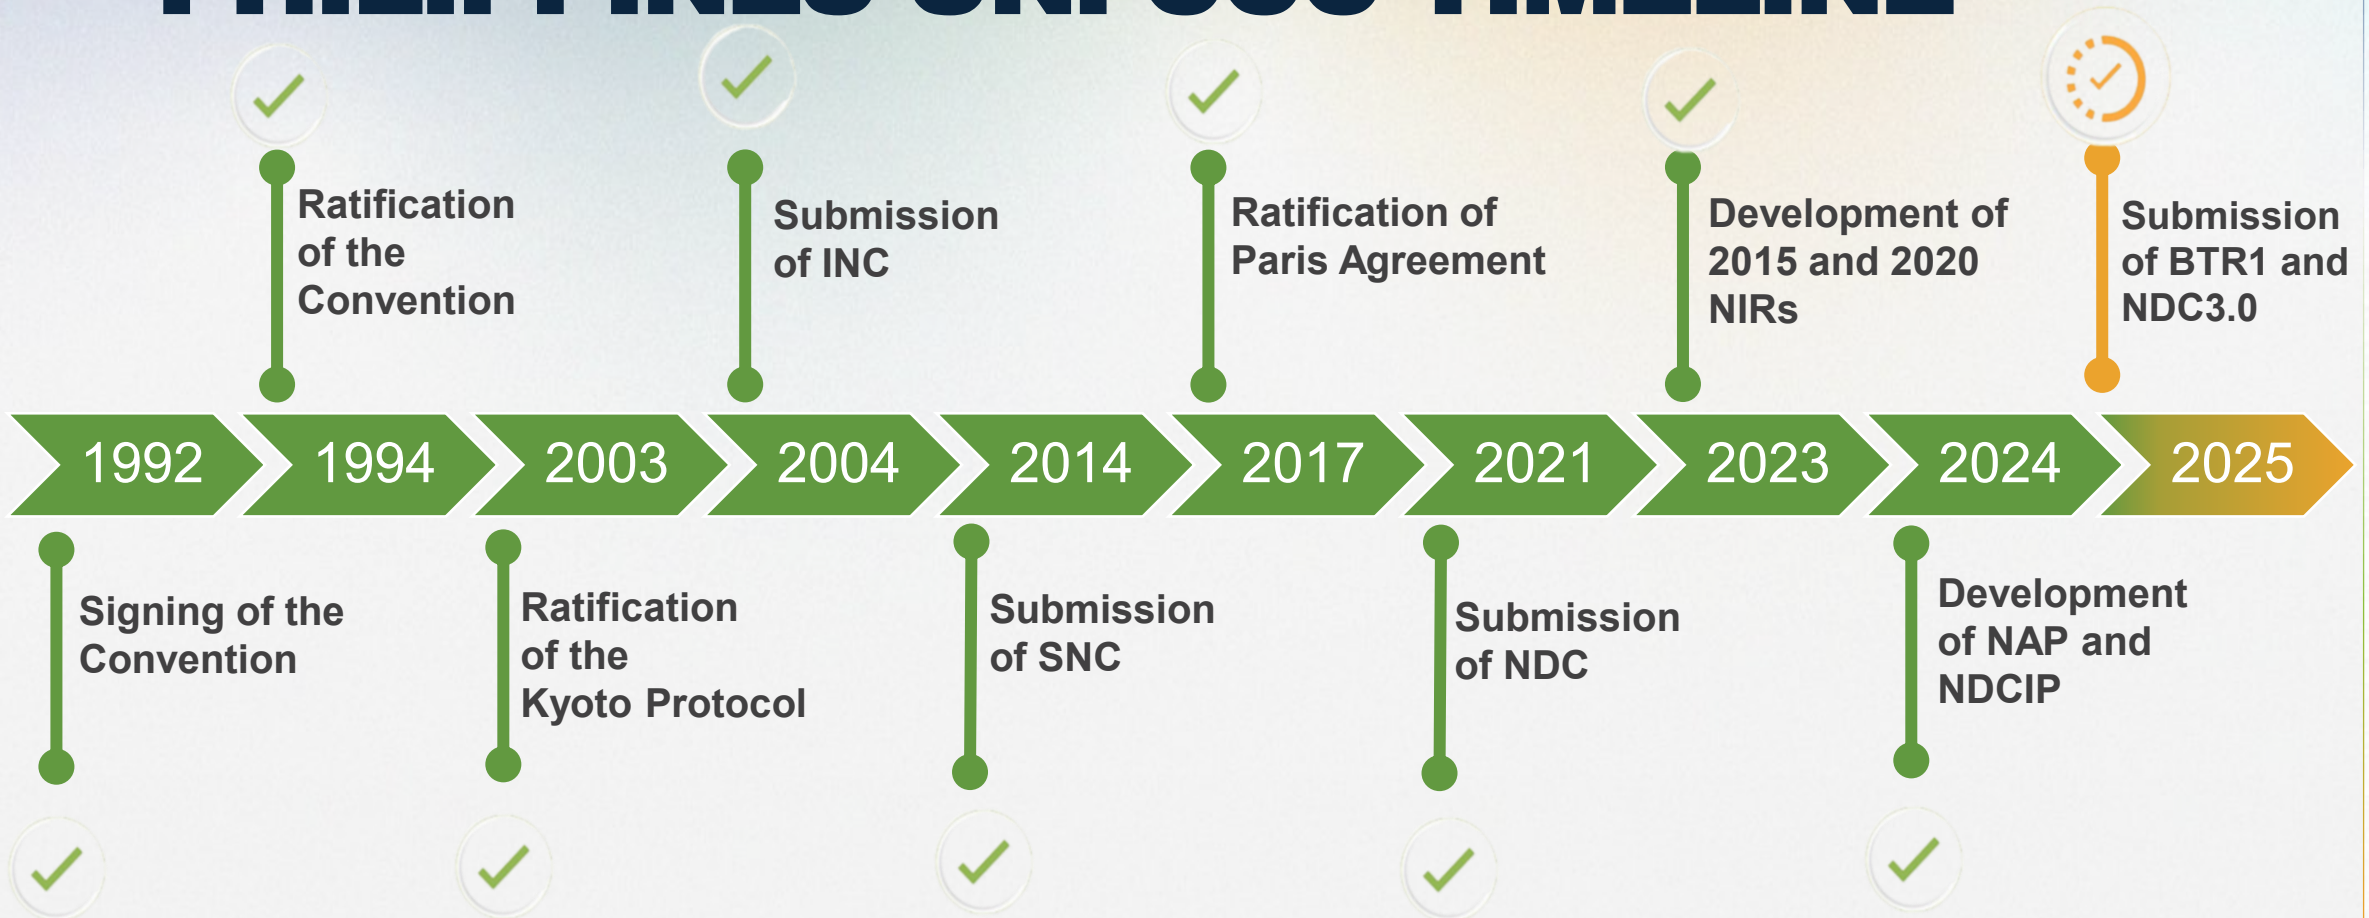 Ratification
of the
Convention
Submission
of INC
Ratification of
Paris Agreement
Development of
2015 and 2020
NIRs
Submission
of BTR1 and
NDC3.0
1992
1994
2003
2004
2014
2017
2021
2023
2024
2025
Signing of the
Convention
Ratification
of the
Kyoto Protocol
Submission
of SNC
Submission
of NDC
Development
of NAP and
NDCIP